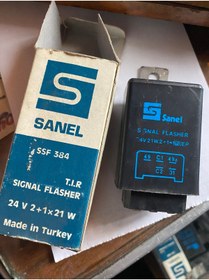 SANEL
SSF 384
T.I.R
SIGNAL FLASHER
24 V 2+1×21 W
Made in Turkey
Sanel
SIGNAL FLASHER